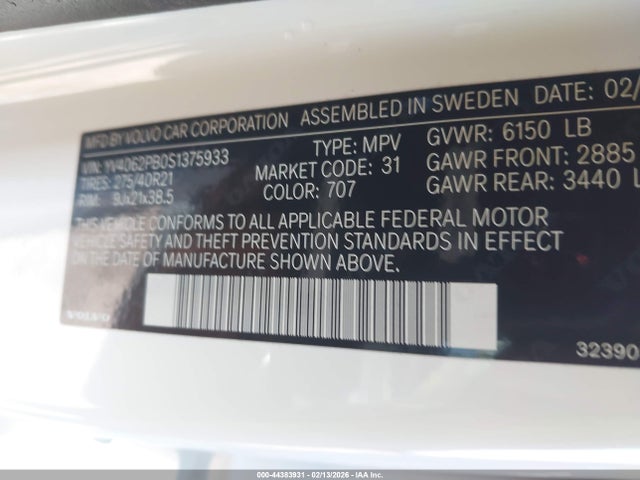 MFD BY VOLVO CAR CORPORATION ASSEMBLED IN SWEDEN DATE: 02/
VIN: YV4062PB0S1375933 TYPE: MPV GVWR: 6150 LB
TIRES: 275/40R21 MARKET CODE: 31 GAWR FRONT: 2885
RIM: 9Jx21x38.5 COLOR: 707 GAWR REAR: 3440 L
THIS VEHICLE CONFORMS TO ALL APPLICABLE FEDERAL MOTOR
VEHICLE SAFETY AND THEFT PREVENTION STANDARDS IN EFFECT
ON THE DATE OF MANUFACTURE SHOWN ABOVE.
VOLVO
32390
000-44383931 - 02/13/2026 - IAA Inc.